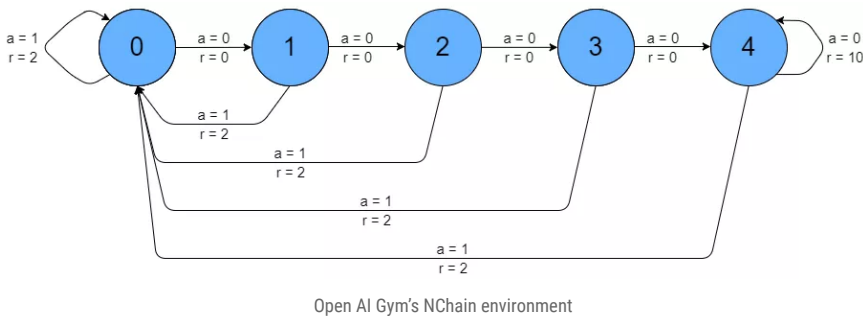 a = 1
r = 2
0
a = 0
r = 0
1
a = 0
r = 0
2
a = 0
r = 0
3
a = 0
r = 0
4
a = 0
r = 10
a = 1
r = 2
a = 1
r = 2
a = 1
r = 2
a = 1
r = 2
Open AI Gym's NChain environment